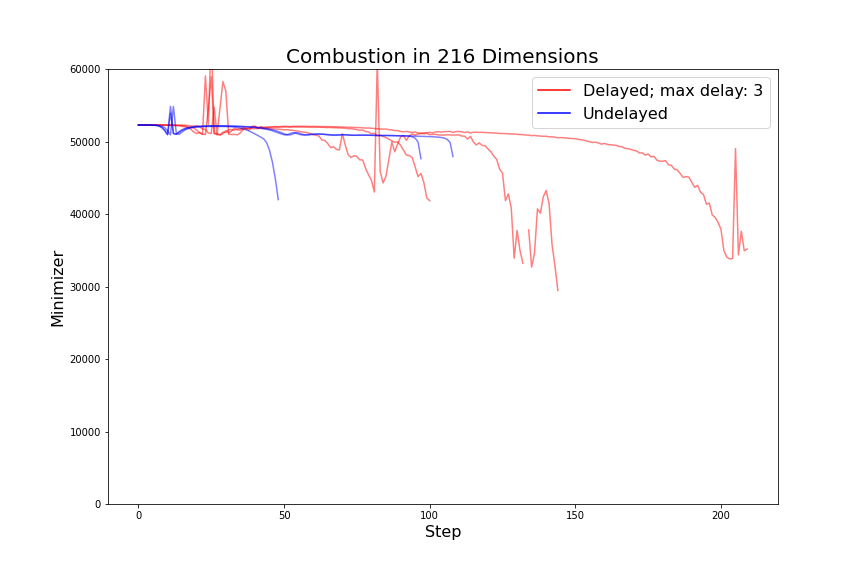 Combustion in 216 Dimensions
60000
50000
40000
30000
20000
10000
0
Minimizer
Delayed; max delay: 3
Undelayed
0 50 100 150 200
Step